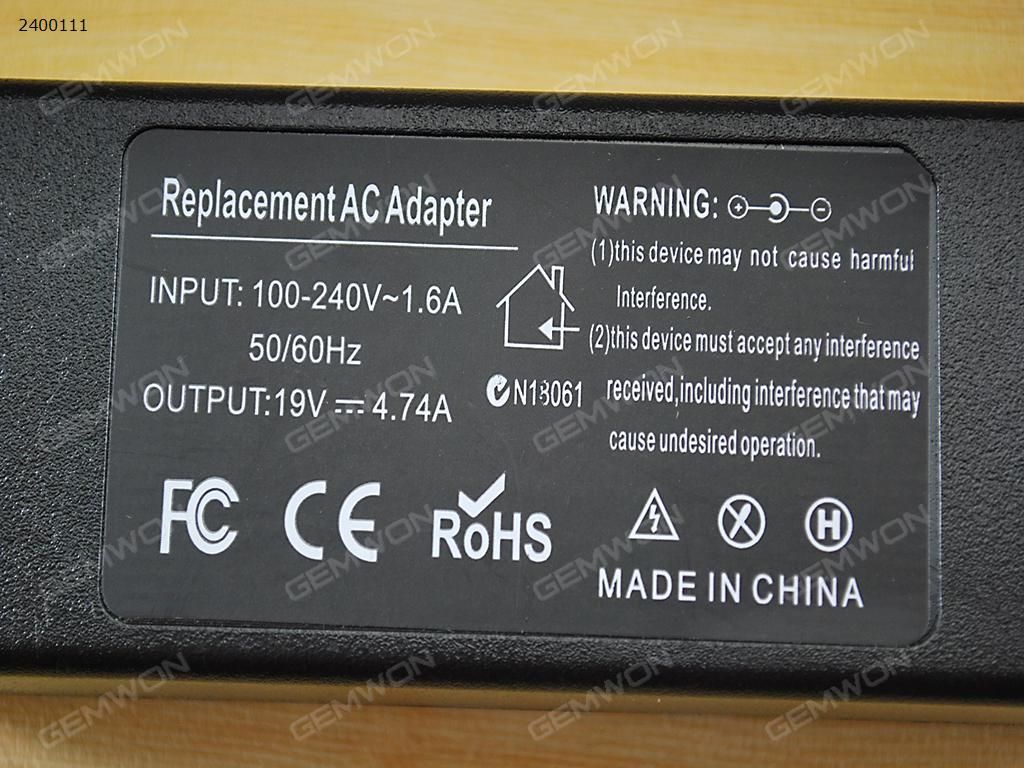 2400111
Replacement AC Adapter
INPUT: 100-240V~1.6A
50/60Hz
OUTPUT:19V ⎓ 4.74A
N18061
FC CE RoHS
WARNING:
(1)this device may not cause harmful
Interference.
(2)this device must accept any interference
received,including interference that may
cause undesired operation.
H
MADE IN CHINA
GEMWON